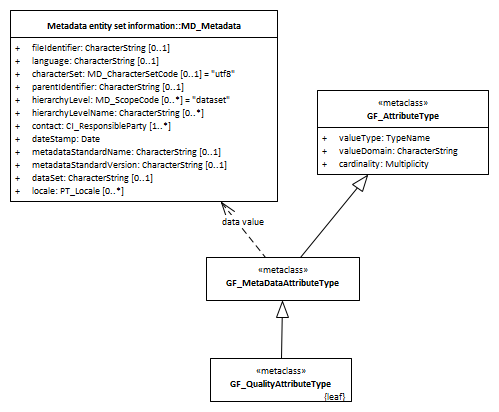 Metadata entity set information::MD_Metadata
+ fileIdentifier: CharacterString [0..1]
+ language: CharacterString [0..1]
+ characterSet: MD_CharacterSetCode [0..1] = "utf8"
+ parentIdentifier: CharacterString [0..1]
+ hierarchyLevel: MD_ScopeCode [0..*] = "dataset"
+ hierarchyLevelName: CharacterString [0..*]
+ contact: CI_ResponsibleParty [1..*]
+ dateStamp: Date
+ metadataStandardName: CharacterString [0..1]
+ metadataStandardVersion: CharacterString [0..1]
+ dataSet: CharacterString [0..1]
+ locale: PT_Locale [0..*]
«metaclass»
GF_AttributeType
+ valueType: TypeName
+ valueDomain: CharacterString
+ cardinality: Multiplicity
data value
«metaclass»
GF_MetaDataAttributeType
«metaclass»
GF_QualityAttributeType
{leaf}